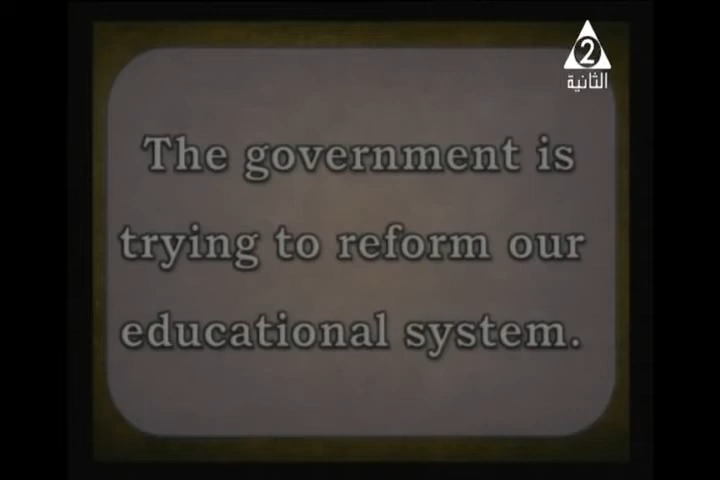 2
الثانية
The government is
trying to reform our
educational system.